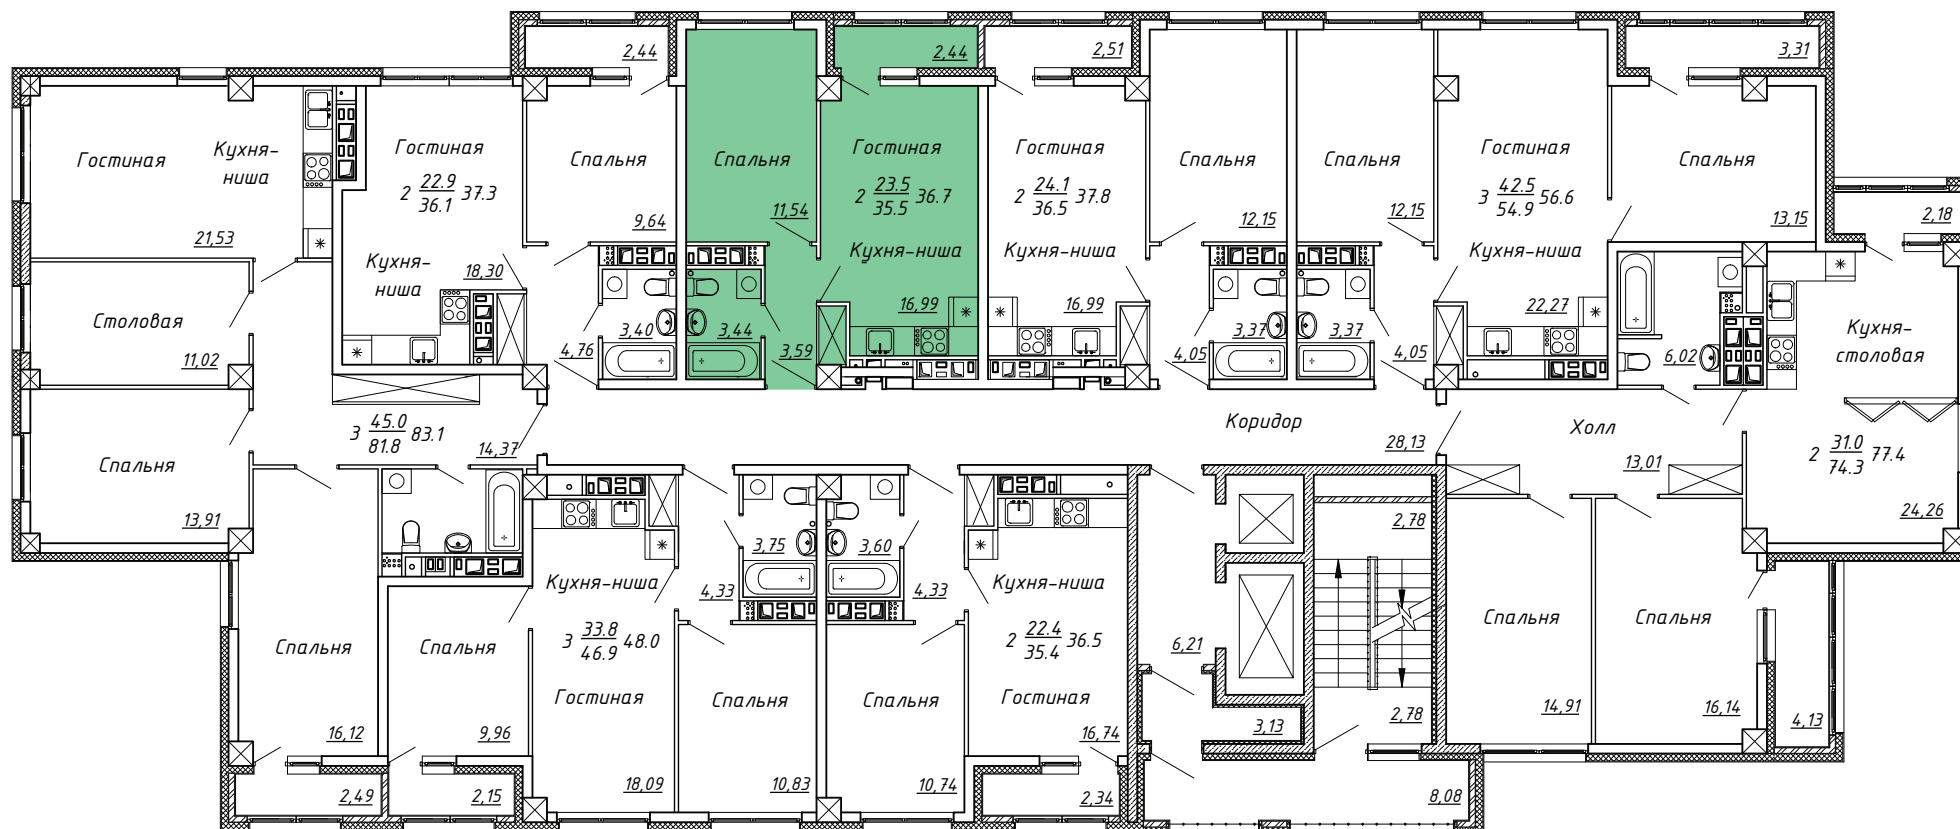 2,44
2,44
2,51
3,31
Гостиная
Кухня-
ниша
21,53
Гостиная
2 22.9 37.3
36.1
Кухня-
ниша
18,30
Спальня
9,64
Спальня
11,54
Гостиная
2 23.5 36.7
35.5
Кухня-ниша
16,99
Гостиная
2 24.1 37.8
36.5
Кухня-ниша
16,99
Спальня
12,15
Спальня
12,15
Гостиная
3 42.5 56.6
54.9
Кухня-ниша
22,27
Спальня
13,15
2,18
Столовая
11,02
4,76
3,40
3,44
3,59
4,05
3,37
3,37
4,05
6,02
Кухня-
столовая
Спальня
13,91
3 45.0 83.1
81.8
14,37
Коридор
28,13
Холл
13,01
2 31.0 77.4
74.3
24,26
Спальня
16,12
Спальня
9,96
Кухня-ниша
3 33.8 48.0
46.9
Гостиная
18,09
4,33
3,75
3,60
4,33
Спальня
10,83
Спальня
10,74
Кухня-ниша
2 22.4 36.5
35.4
Гостиная
16,74
6,21
3,13
2,78
2,78
Спальня
14,91
Спальня
16,14
4,13
2,49
2,15
2,34
8,08